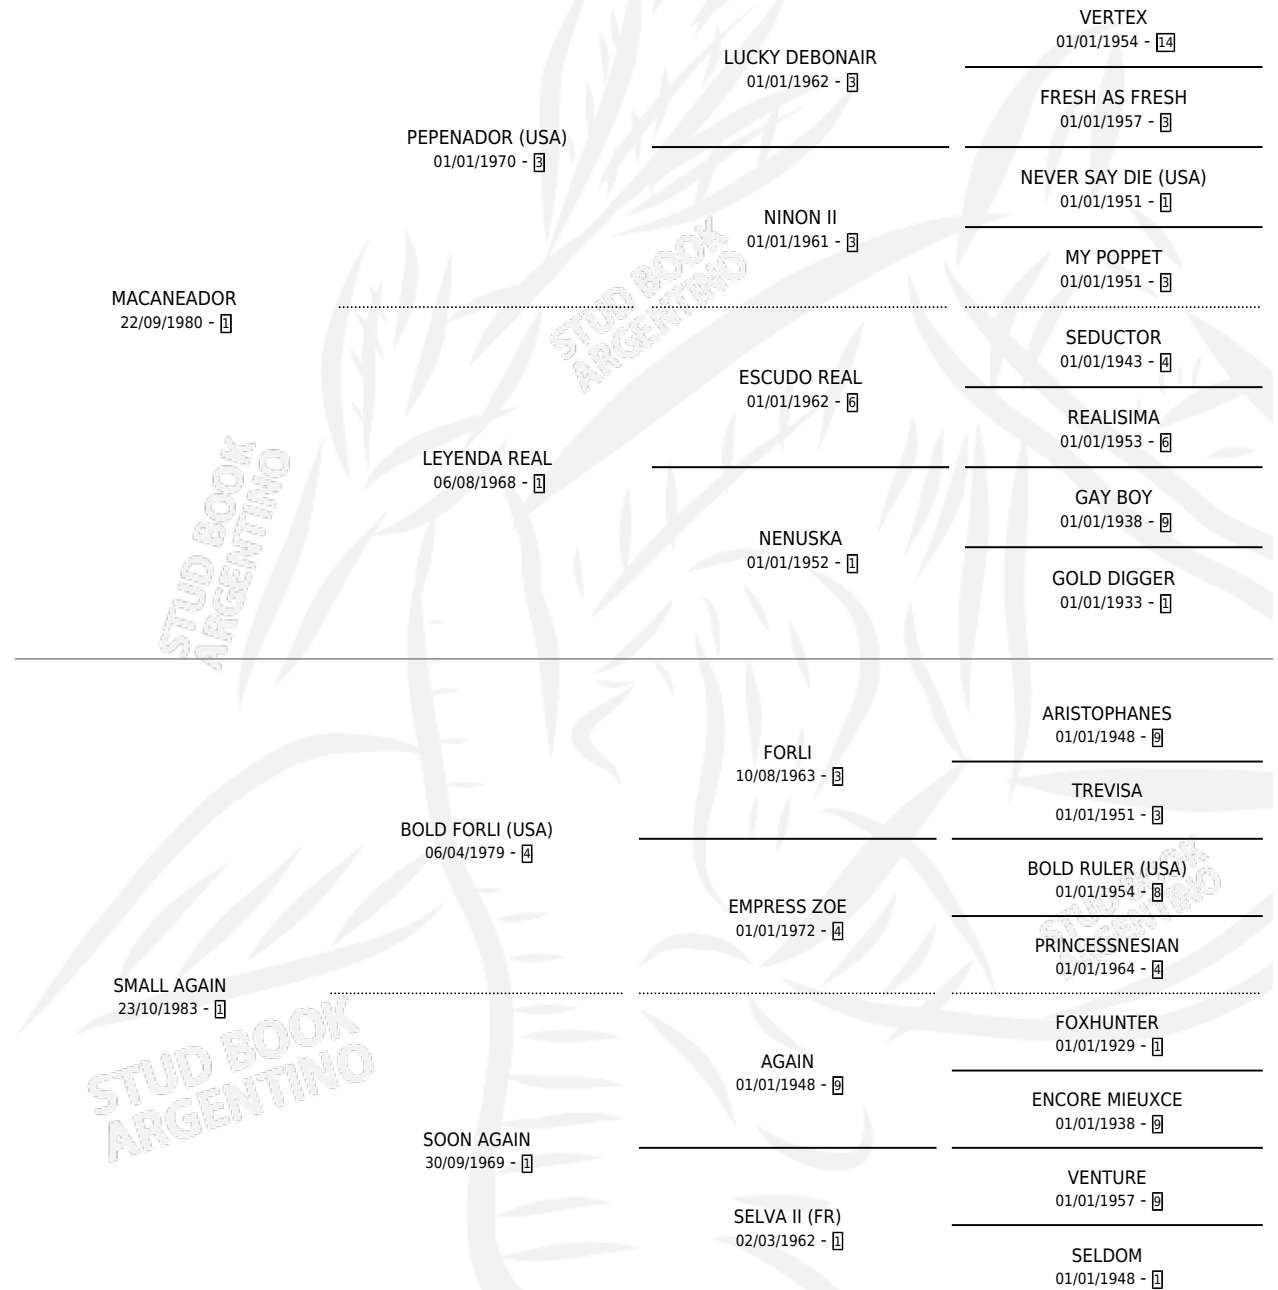 VERTEX
01/01/1954 - 14
LUCKY DEBONAIR
01/01/1962 - 3
FRESH AS FRESH
01/01/1957 - 3
PEPENADOR (USA)
01/01/1970 - 3
NEVER SAY DIE (USA)
01/01/1951 - 1
NINON II
01/01/1961 - 3
MY POPPET
01/01/1951 - 3
MACANEADOR
22/09/1980 - 1
SEDUCTOR
01/01/1943 - 4
ESCUDO REAL
01/01/1962 - 6
REALISIMA
01/01/1953 - 6
LEYENDA REAL
06/08/1968 - 1
GAY BOY
01/01/1938 - 9
NENUSKA
01/01/1952 - 1
GOLD DIGGER
01/01/1933 - 1
ARISTOPHANES
01/01/1948 - 9
FORLI
10/08/1963 - 3
TREVISA
01/01/1951 - 3
BOLD FORLI (USA)
06/04/1979 - 4
BOLD RULER (USA)
01/01/1954 - 8
EMPRESS ZOE
01/01/1972 - 4
PRINCESSNESIAN
01/01/1964 - 4
SMALL AGAIN
23/10/1983 - 1
FOXHUNTER
01/01/1929 - 1
AGAIN
01/01/1948 - 9
ENCORE MIEUXCE
01/01/1938 - 9
SOON AGAIN
30/09/1969 - 1
VENTURE
01/01/1957 - 9
SELVA II (FR)
02/03/1962 - 1
SELDOM
01/01/1948 - 1
STUD BOOK
ARGENTINO
STUD BOOK
ARGENTINO
STUD BOOK
ARGENTINO
STUD BOOK
ARGENTINO